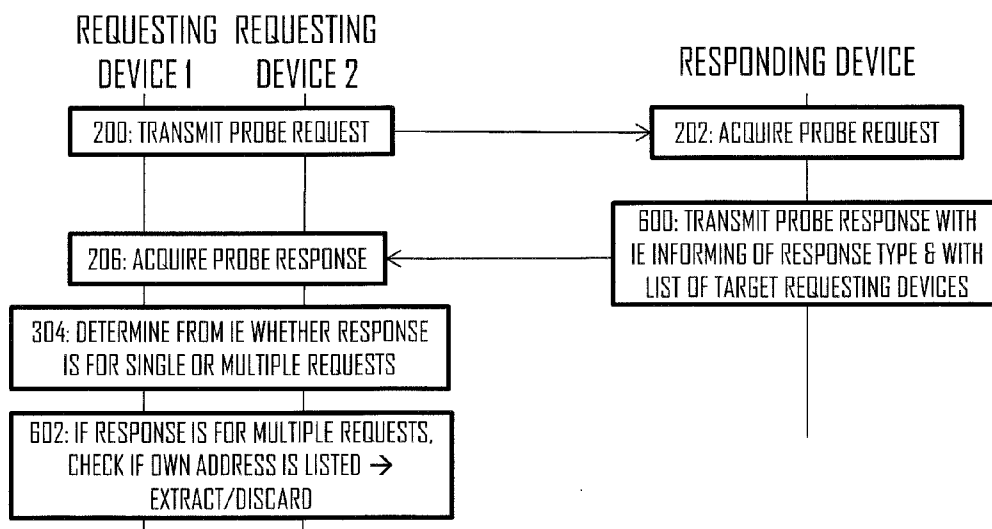 REQUESTING DEVICE 1
REQUESTING DEVICE 2
RESPONDING DEVICE
200: TRANSMIT PROBE REQUEST
202: ACQUIRE PROBE REQUEST
600: TRANSMIT PROBE RESPONSE WITH
IE INFORMING OF RESPONSE TYPE & WITH
LIST OF TARGET REQUESTING DEVICES
206: ACQUIRE PROBE RESPONSE
304: DETERMINE FROM IE WHETHER RESPONSE
IS FOR SINGLE OR MULTIPLE REQUESTS
602: IF RESPONSE IS FOR MULTIPLE REQUESTS,
CHECK IF OWN ADDRESS IS LISTED →
EXTRACT/DISCARD